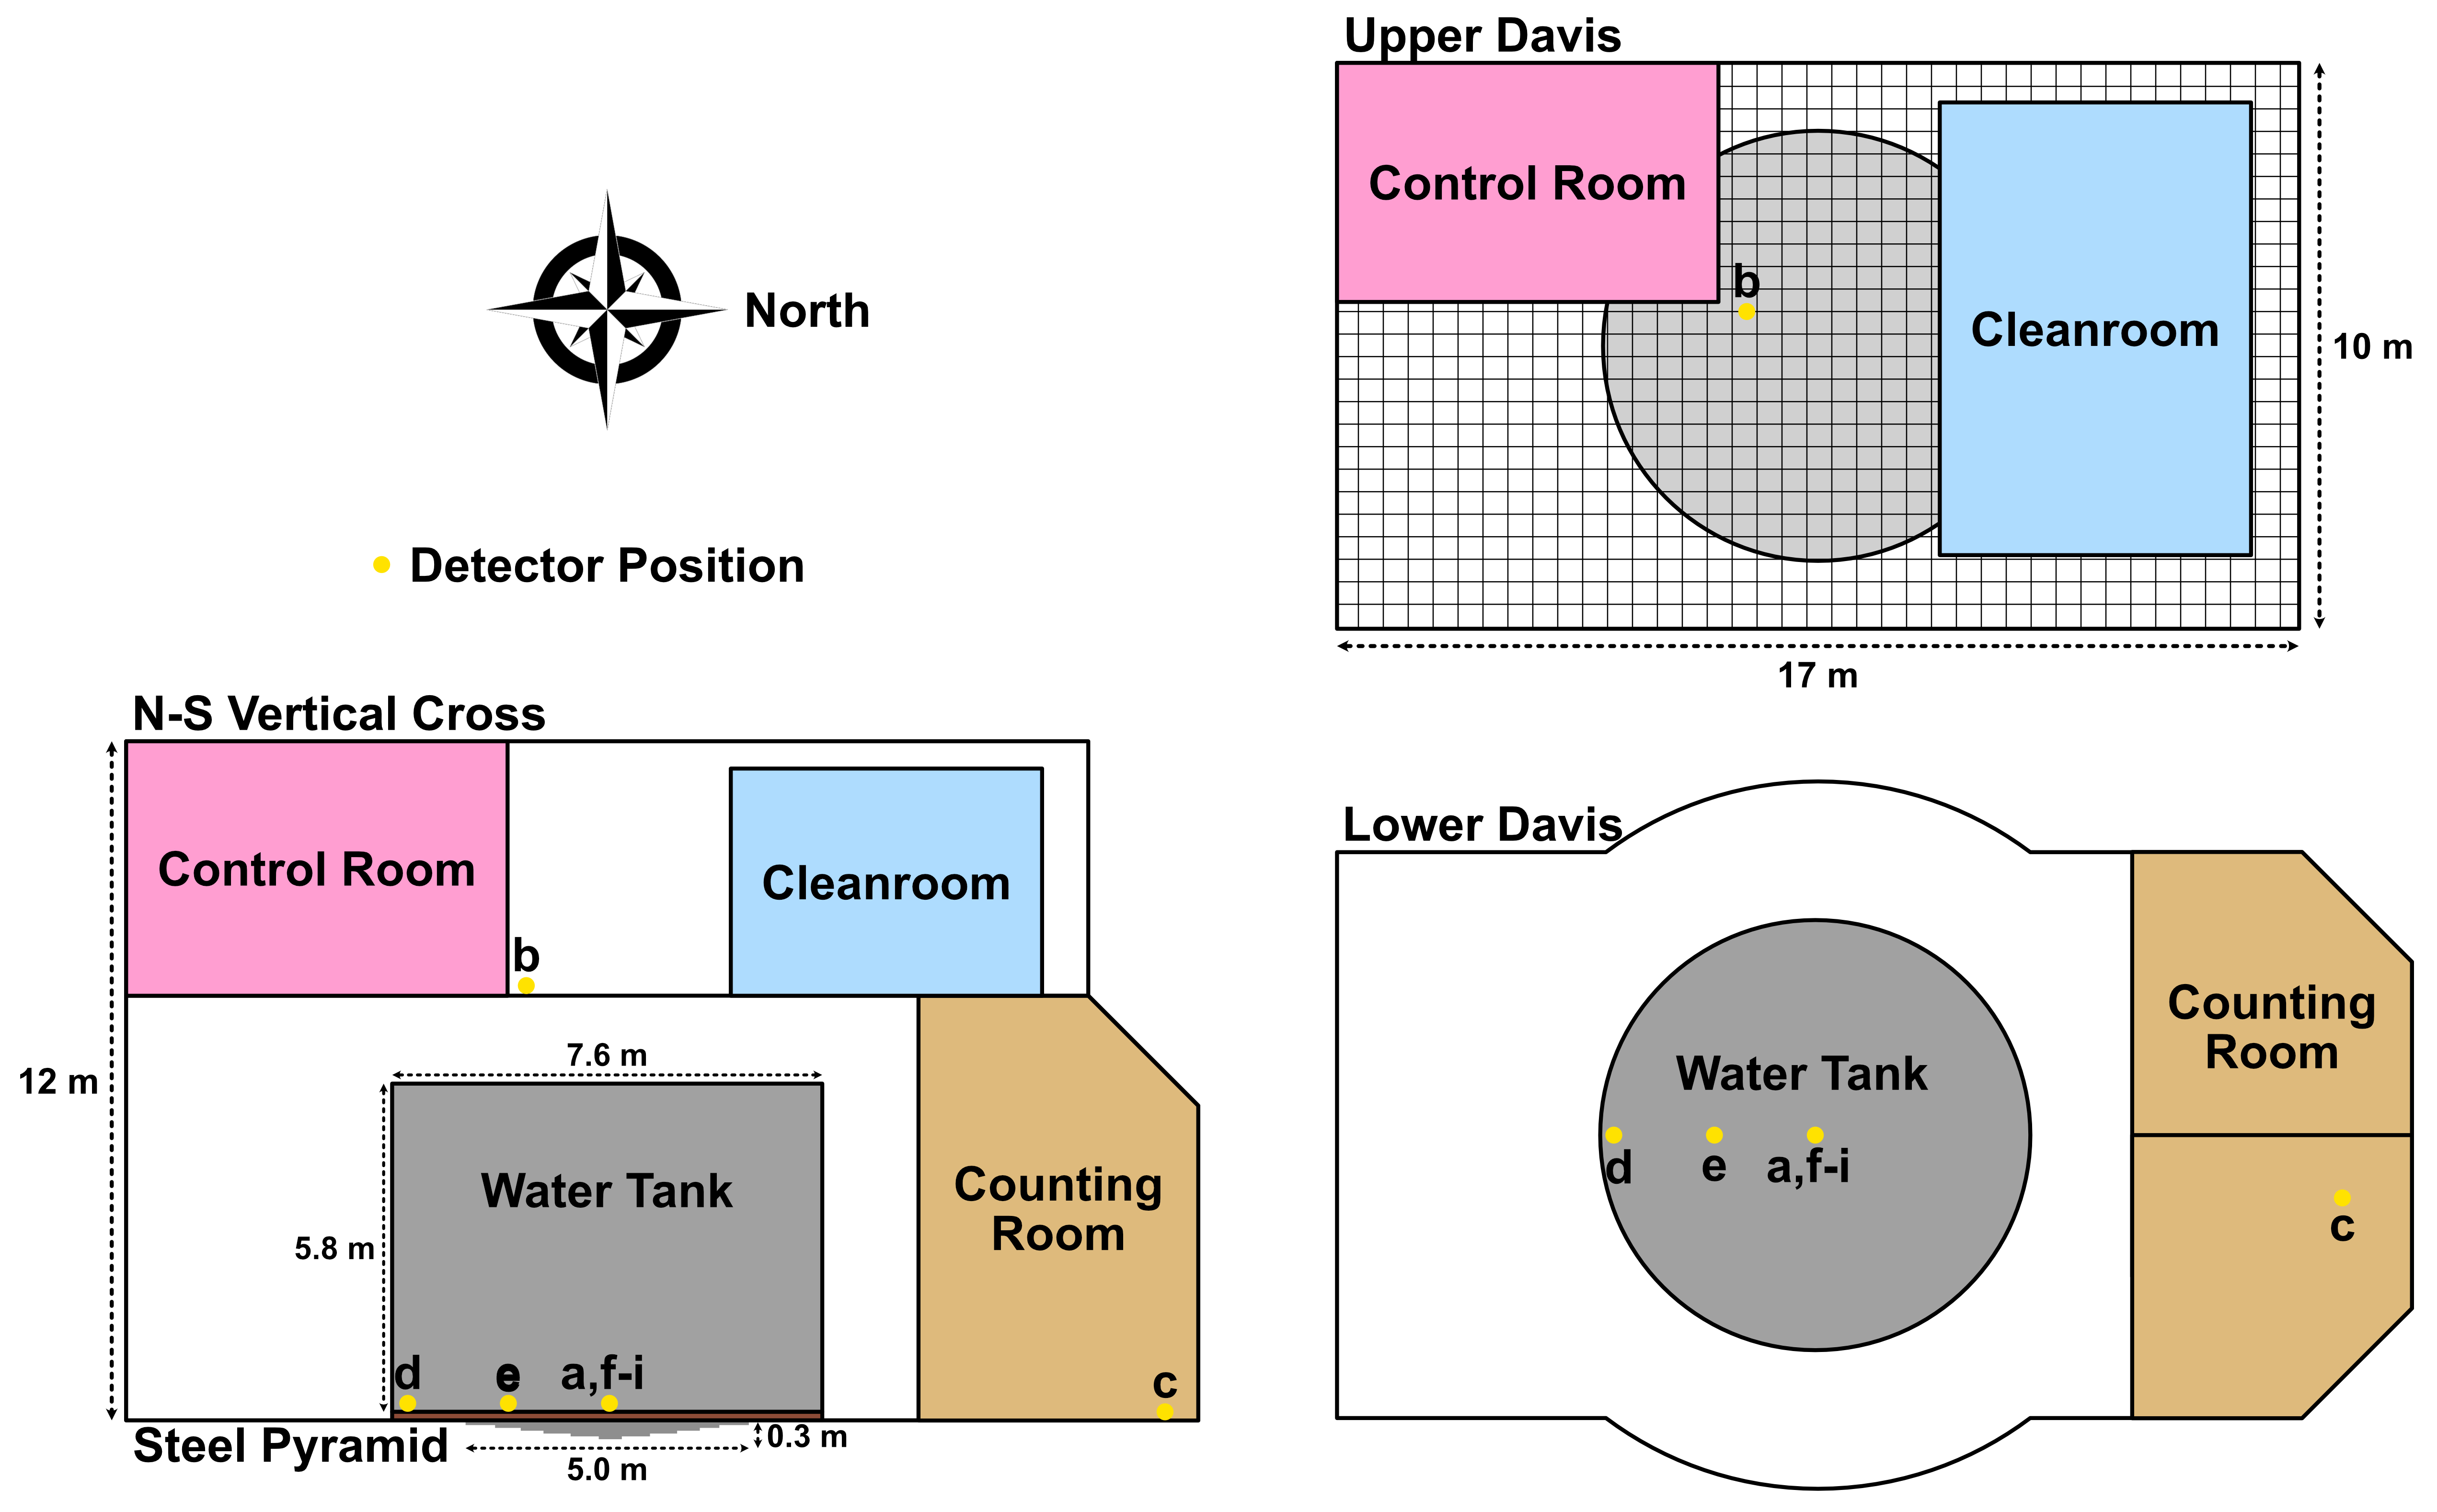 Upper Davis
Control Room
b
Cleanroom
10 m
17 m
North
Detector Position
N-S Vertical Cross
Control Room
Cleanroom
b
12 m
7.6 m
Water Tank
5.8 m
Counting
Room
d
e
a,f-i
c
Steel Pyramid
0.3 m
5.0 m
Lower Davis
Water Tank
d
e
a,f-i
Counting
Room
c